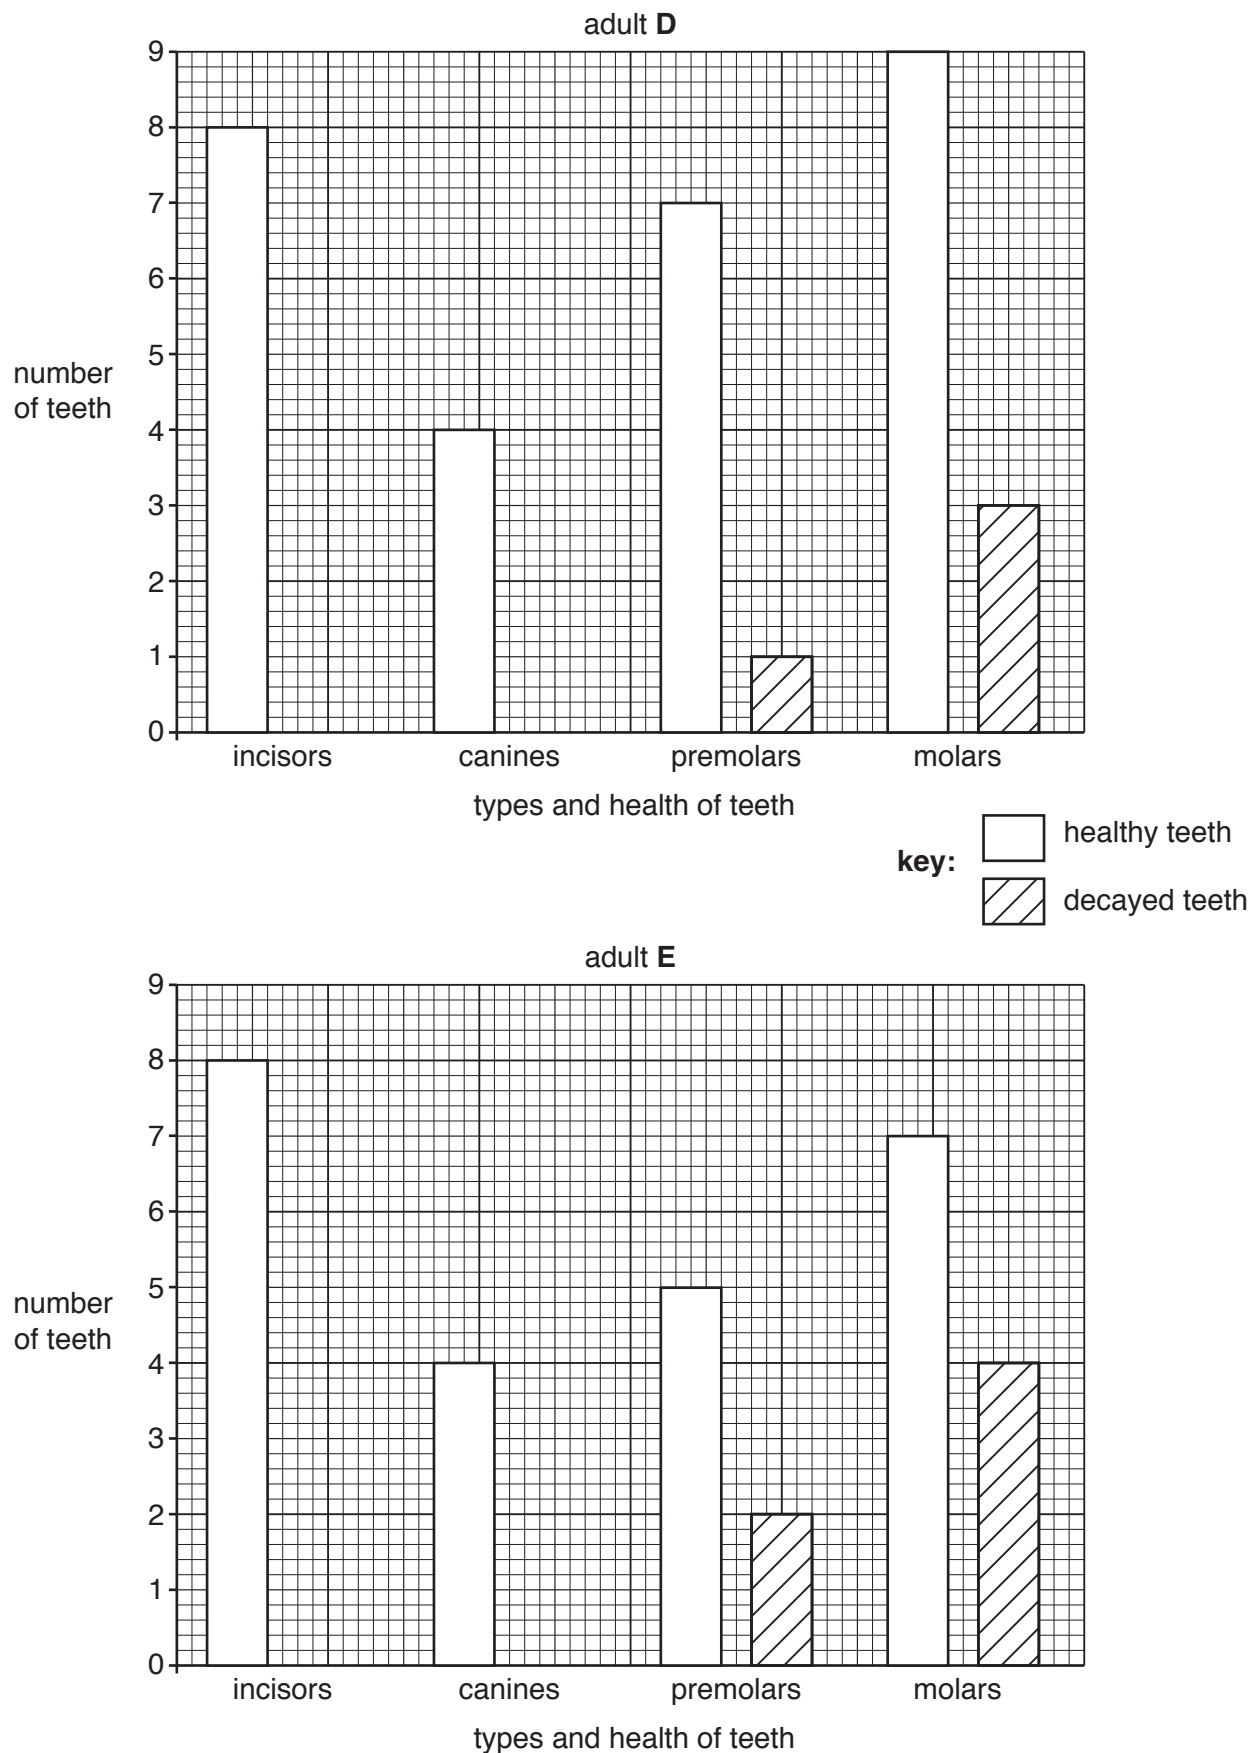 adult D
9
8
7
6
5
4
3
2
1
0
number
of teeth
incisors canines premolars molars
types and health of teeth
key:
healthy teeth
decayed teeth
adult E
9
8
7
6
5
4
3
2
1
0
number
of teeth
incisors canines premolars molars
types and health of teeth